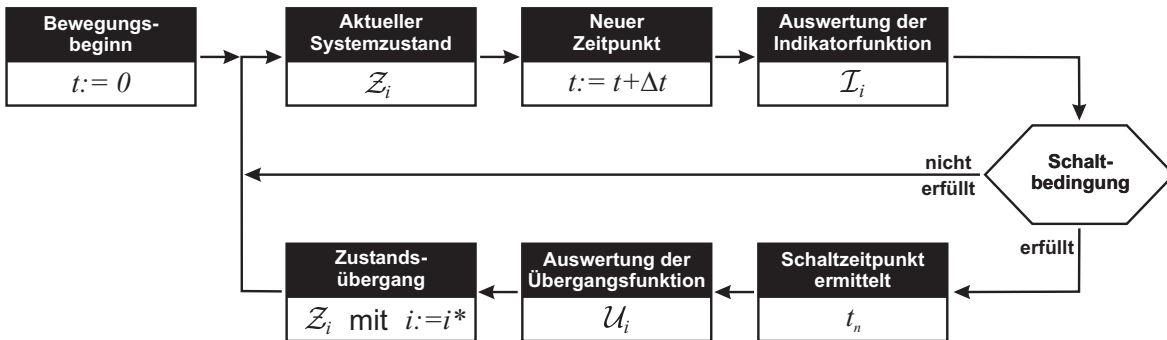 Bewegungs-
beginn
t:= 0
Aktueller
Systemzustand
𝒵ᵢ
Neuer
Zeitpunkt
t:= t+Δt
Auswertung der
Indikatorfunktion
ℐᵢ
nicht
erfüllt
Schalt-
bedingung
erfüllt
Zustands-
übergang
𝒵ᵢ mit i:=i*
Auswertung der
Übergangsfunktion
𝒰ᵢ
Schaltzeitpunkt
ermittelt
tₙ